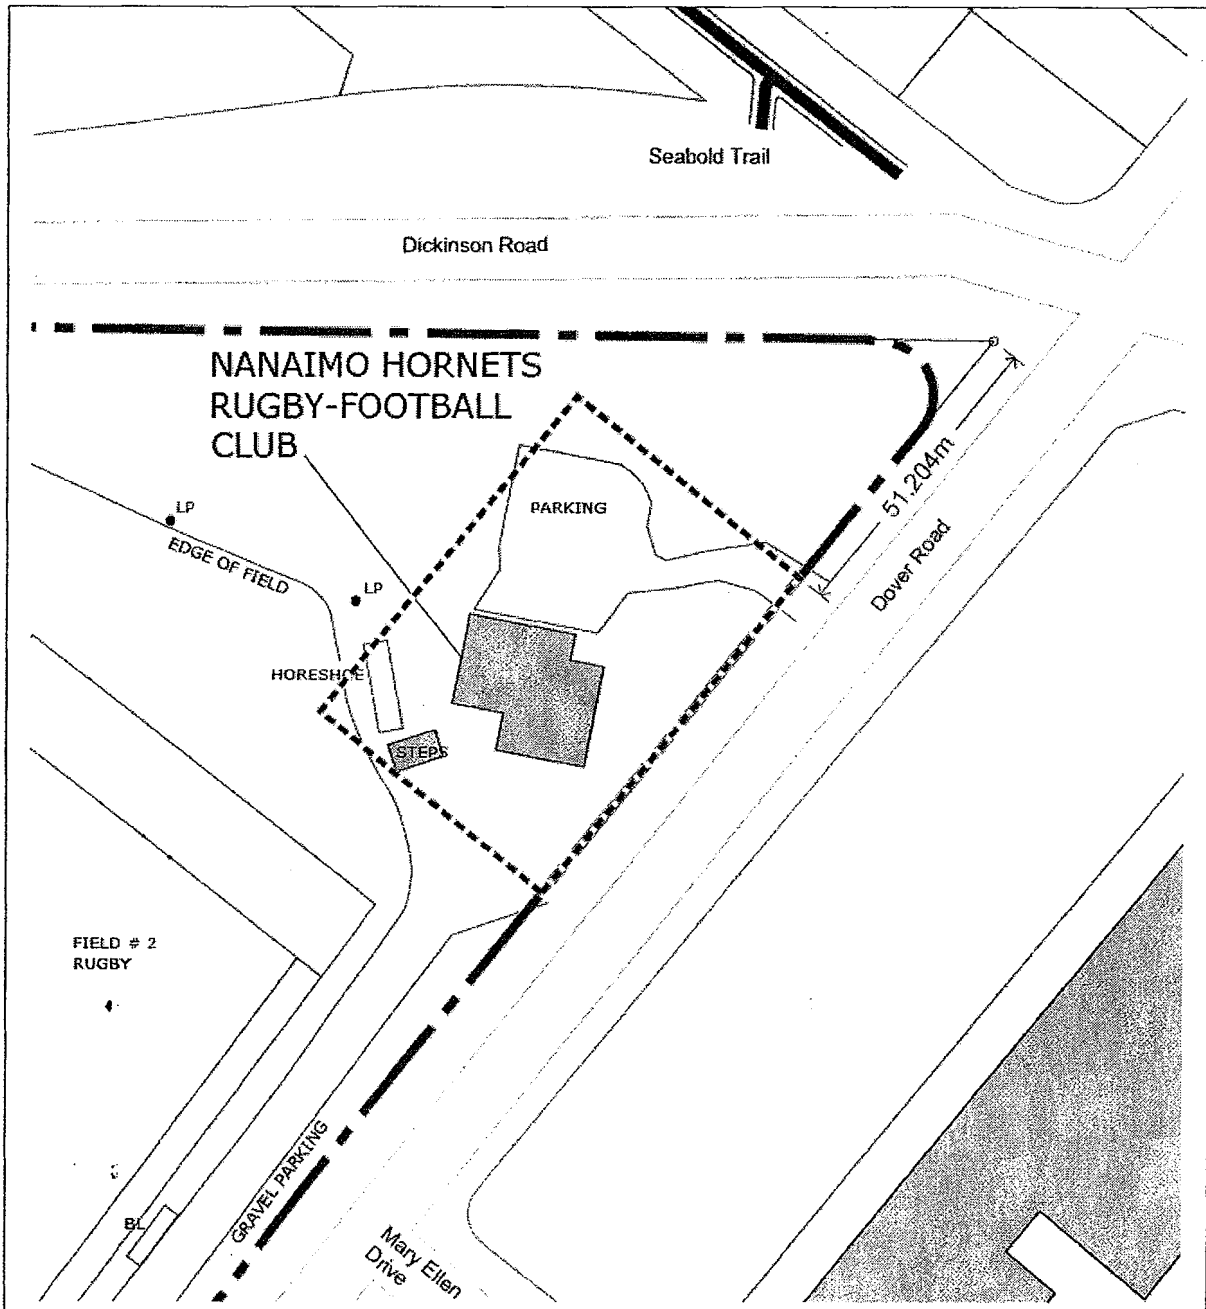 Seabold Trail
Dickinson Road
NANAIMO HORNETS
RUGBY-FOOTBALL
CLUB
PARKING
51.204m
LP
EDGE OF FIELD
LP
Dover Road
HORESHOE
STEPS
FIELD # 2
RUGBY
GRAVEL PARKING
BL
Mary Ellen
Drive